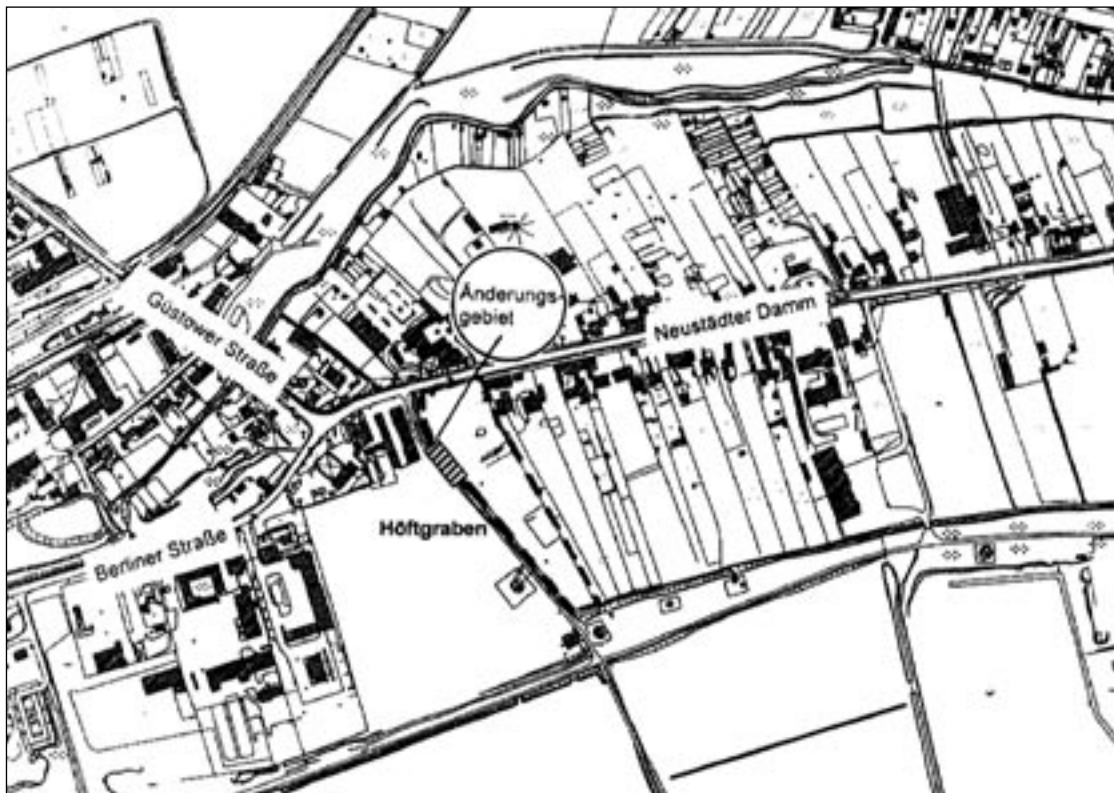 Güstower Straße
Änderungs-
gebiet
Neustädter Damm
Höftgraben
Berliner Straße